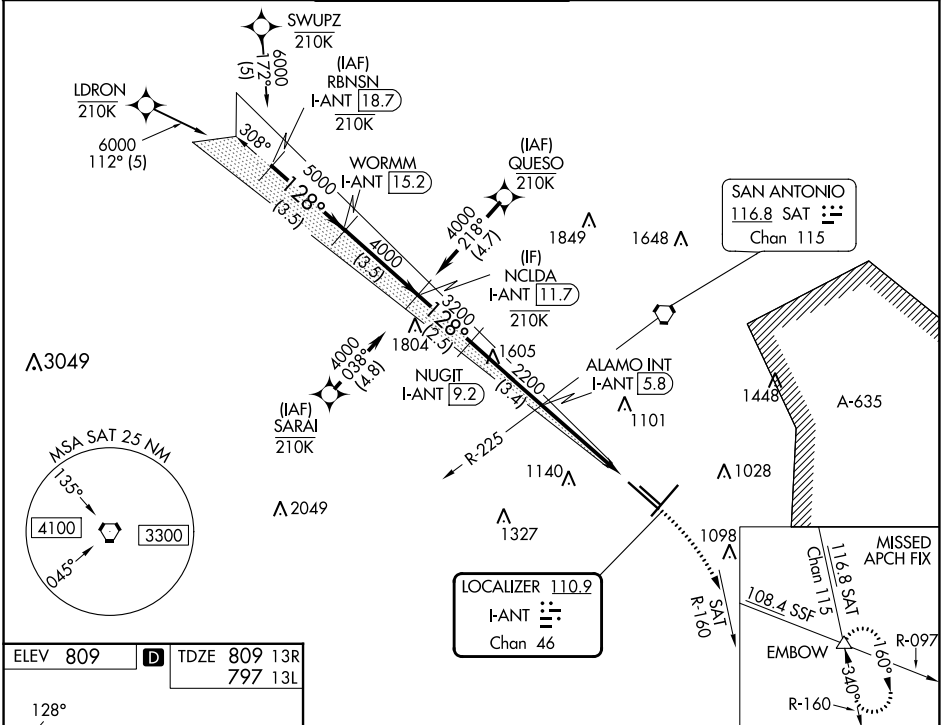 SWUPZ
210K
6000
172°
(5)
LDRON
210K
6000
112° (5)
(IAF)
RBNSN
I-ANT 18.7
210K
308°
128°
5000
(3.5)
WORMM
I-ANT 15.2
4000
(3.5)
(IAF)
QUESO
210K
4000
218°
(4.7)
1849
1648
SAN ANTONIO
116.8 SAT
Chan 115
(IF)
NCLDA
I-ANT 11.7
210K
3200
128°
(2.5)
1804
1605
3049
4000
038°
(4.8)
(IAF)
SARAI
210K
NUGIT
I-ANT 9.2
2200
(3.4)
ALAMO INT
I-ANT 5.8
1101
1448
A-635
R-225
MSA SAT 25 NM
135°
4100
3300
045°
2049
1140
1028
1327
1098
LOCALIZER 110.9
I-ANT
Chan 46
SAT
R-160
MISSED
APCH FIX
116.8 SAT
Chan 115
108.4 SSF
EMBOW
R-097
160°
340°
R-160
ELEV 809
D
TDZE 809 13R
797 13L
128°